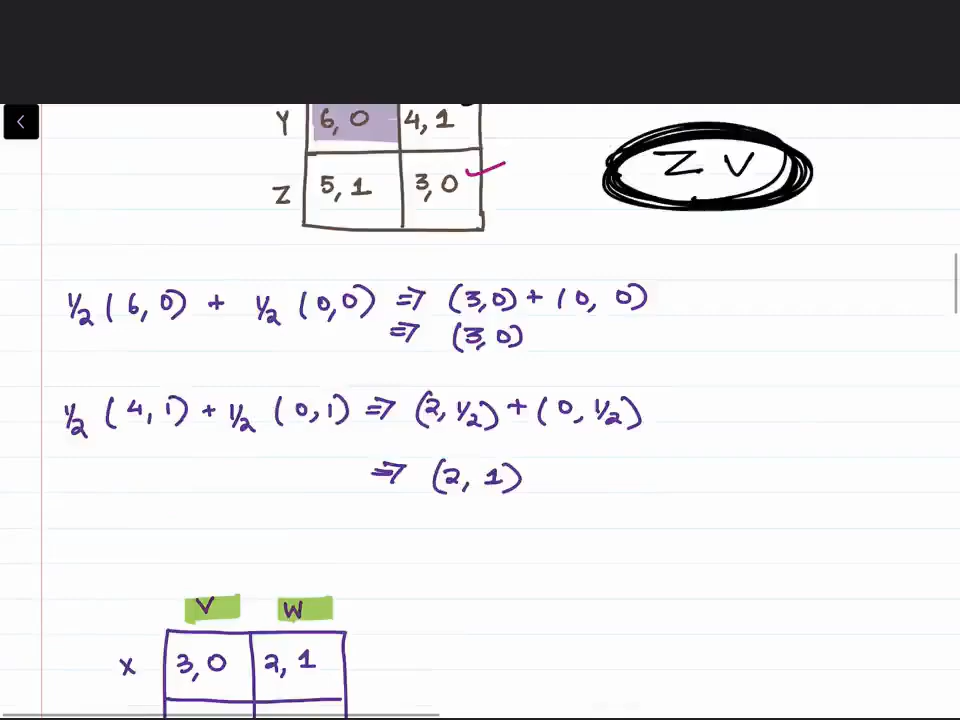 Y 6, 0 4, 1
Z V
Z 5, 1 3, 0
1/2 (6, 0) + 1/2 (0,0) => (3,0) + (0, 0)
=> (3,0)
1/2 (4, 1) + 1/2 (0,1) => (2, 1/2) + (0, 1/2)
=> (2, 1)
V W
X 3, 0 2, 1